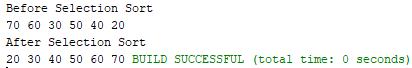 Before Selection Sort
70 60 30 50 40 20
After Selection Sort
20 30 40 50 60 70 BUILD SUCCESSFUL (total time: 0 seconds)